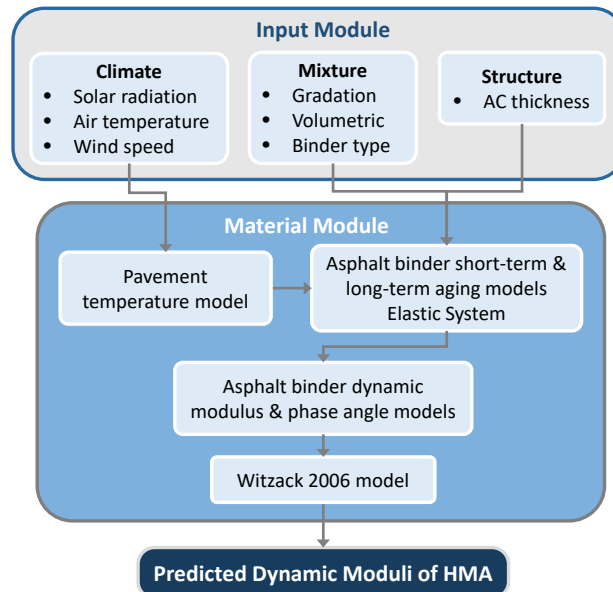 Input Module
Climate
• Solar radiation
• Air temperature
• Wind speed
Mixture
• Gradation
• Volumetric
• Binder type
Structure
• AC thickness
Material Module
Pavement
temperature model
Asphalt binder short-term &
long-term aging models
Elastic System
Asphalt binder dynamic
modulus & phase angle models
Witzack 2006 model
Predicted Dynamic Moduli of HMA